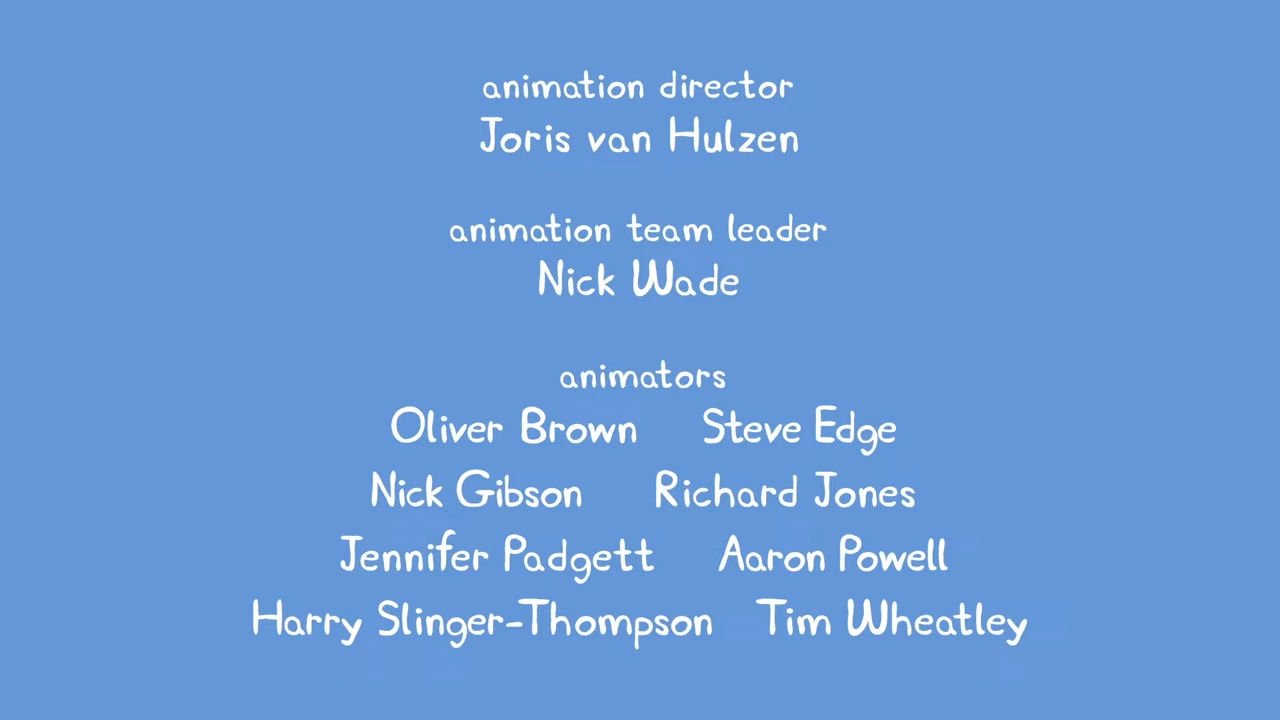 animation director
Joris van Hulzen
animation team leader
Nick Wade
animators
Oliver Brown Steve Edge
Nick Gibson Richard Jones
Jennifer Padgett Aaron Powell
Harry Slinger-Thompson Tim Wheatley